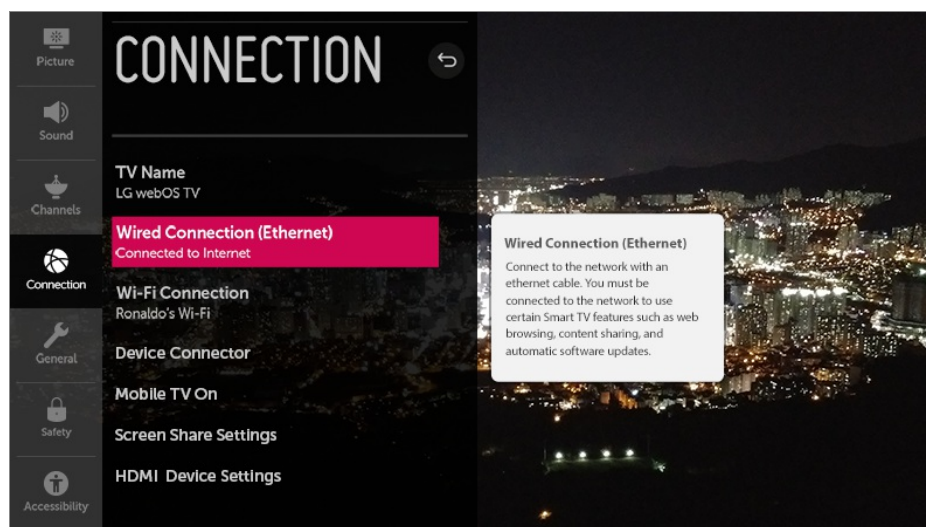 Picture
Sound
Channels
Connection
General
Safety
Accessibility
CONNECTION
TV Name
LG webOS TV
Wired Connection (Ethernet)
Connected to Internet
Wi-Fi Connection
Ronaldo's Wi-Fi
Device Connector
Mobile TV On
Screen Share Settings
HDMI Device Settings
Wired Connection (Ethernet)
Connect to the network with an
ethernet cable. You must be
connected to the network to use
certain Smart TV features such as web
browsing, content sharing, and
automatic software updates.